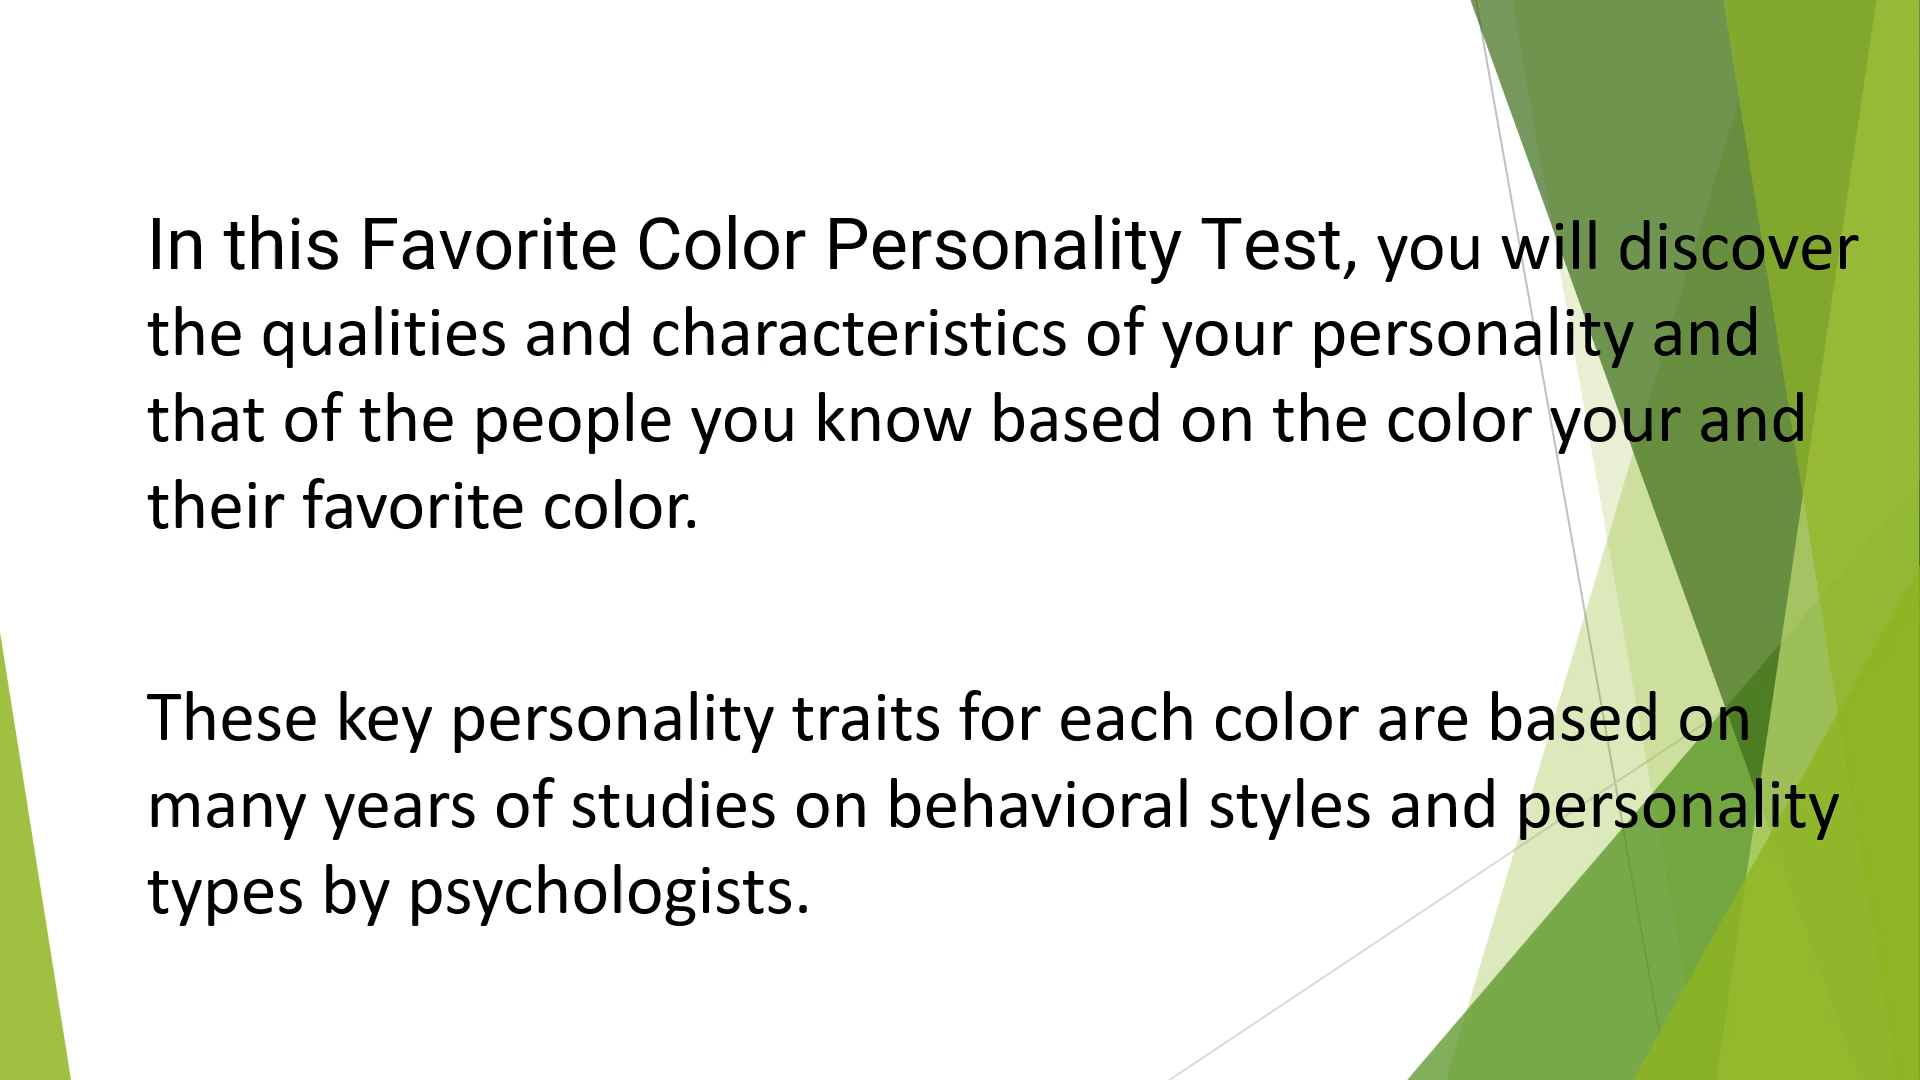 In this Favorite Color Personality Test, you will discover
the qualities and characteristics of your personality and
that of the people you know based on the color your and
their favorite color.
These key personality traits for each color are based on
many years of studies on behavioral styles and personality
types by psychologists.